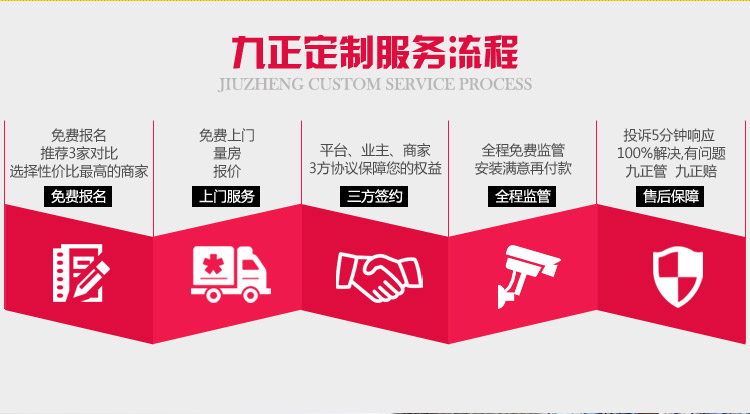 九正定制服务流程
JIUZHENG CUSTOM SERVICE PROCESS
免费报名
推荐3家对比
选择性价比最高的商家
免费报名
免费上门
量房
报价
上门服务
平台、业主、商家
3方协议保障您的权益
三方签约
全程免费监管
安装满意再付款
全程监管
投诉5分钟响应
100%解决,有问题
九正管 九正赔
售后保障